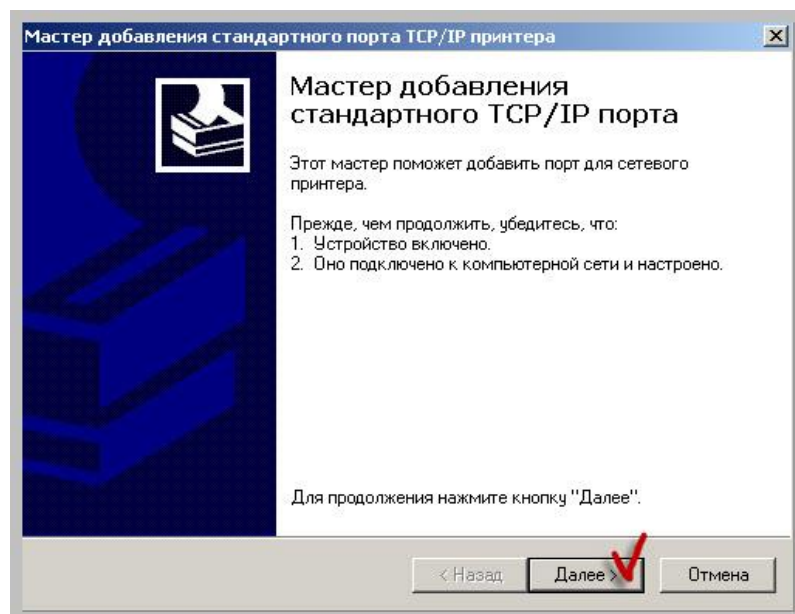 Мастер добавления стандартного порта TCP/IP принтера
Мастер добавления
стандартного TCP/IP порта
Этот мастер поможет добавить порт для сетевого
принтера.
Прежде, чем продолжить, убедитесь, что:
1. Устройство включено.
2. Оно подключено к компьютерной сети и настроено.
Для продолжения нажмите кнопку "Далее".
< Назад
Далее >
Отмена